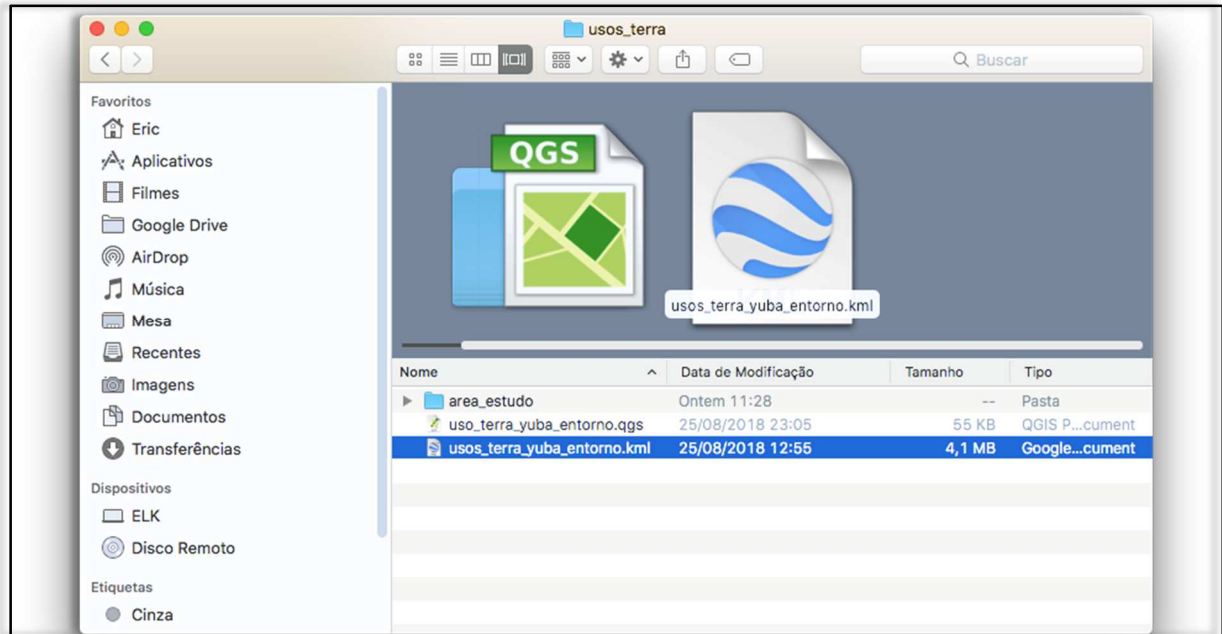 usos_terra
Buscar
Favoritos
Eric
Aplicativos
Filmes
Google Drive
AirDrop
Música
Mesa
Recentes
Imagens
Documentos
Transferências
Dispositivos
ELK
Disco Remoto
Etiquetas
Cinza
QGS
usos_terra_yuba_entorno.kml
Nome Data de Modificação Tamanho Tipo
area_estudo Ontem 11:28 -- Pasta
uso_terra_yuba_entorno.qgs 25/08/2018 23:05 55 KB QGIS P...cument
usos_terra_yuba_entorno.kml 25/08/2018 12:55 4,1 MB Google...cument